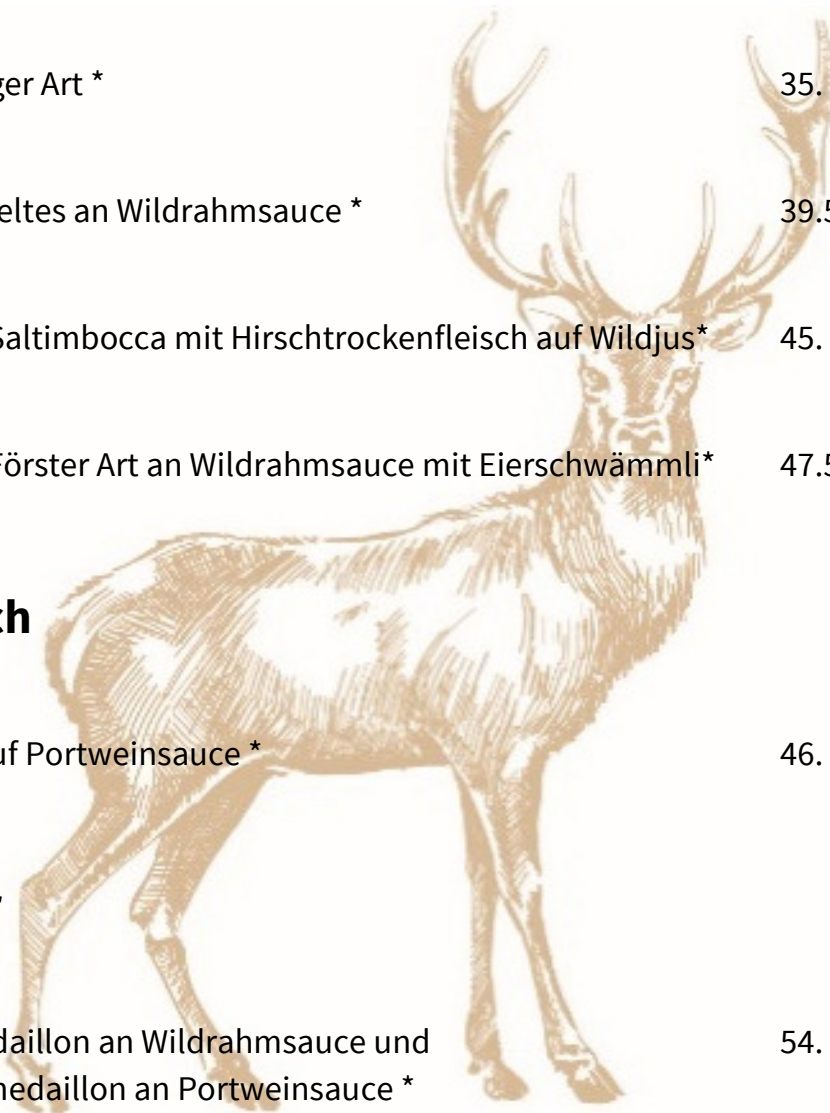 ger Art * 35.
eltes an Wildrahmsauce * 39.5
Saltimbocca mit Hirschtrockenfleisch auf Wildjus* 45.
Förster Art an Wildrahmsauce mit Eierschwämmli* 47.5
ch
uf Portweinsauce * 46.
daillon an Wildrahmsauce und 54.
medaillon an Portweinsauce *